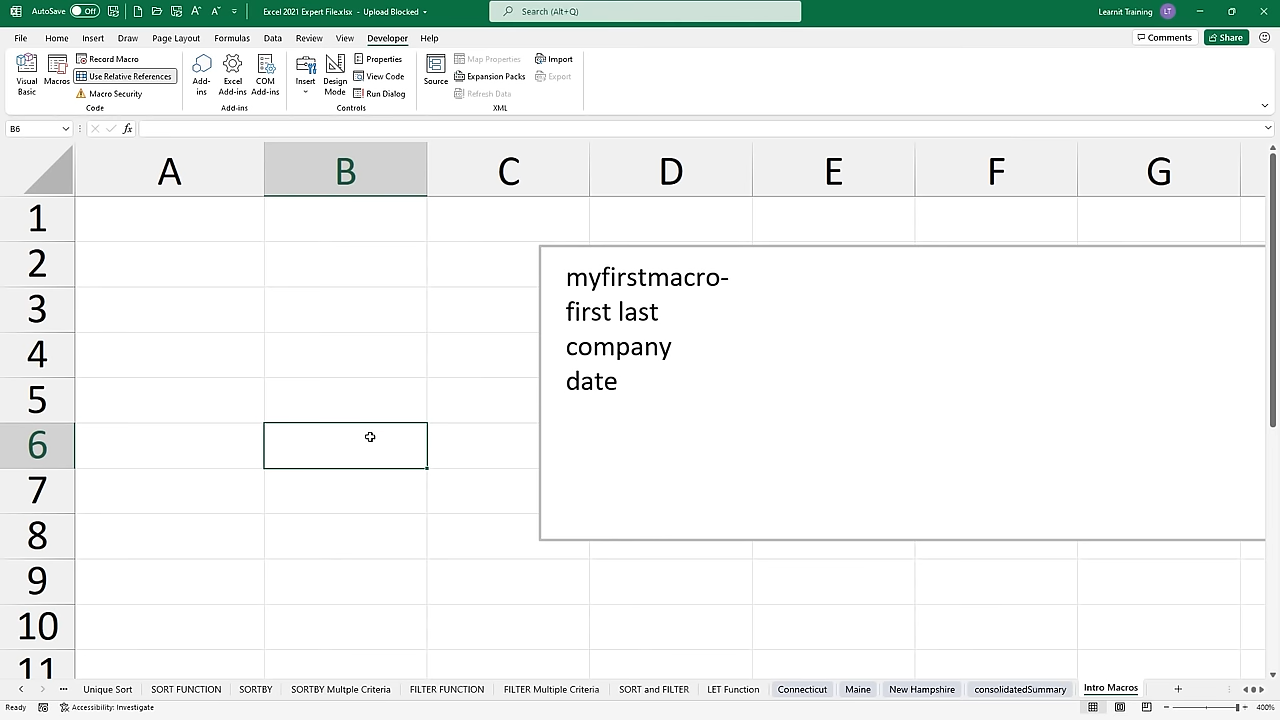 AutoSave Off Excel 2021 Expert File.xlsx - Upload Blocked Search (Alt+Q) Learnit Training LT
File Home Insert Draw Page Layout Formulas Data Review View Developer Help Comments Share
Visual Basic
Macros
Record Macro
Use Relative References
Macro Security
Code
Add-ins
Excel Add-ins
COM Add-ins
Add-ins
Insert
Design Mode
Properties
View Code
Run Dialog
Controls
Source
Map Properties
Expansion Packs
Refresh Data
Import
Export
XML
B6 fx
A B C D E F G
1
2
3
4
5
6
7
8
9
10
11
myfirstmacro-
first last
company
date
Unique Sort SORT FUNCTION SORTBY SORTBY Multple Criteria FILTER FUNCTION FILTER Multiple Criteria SORT and FILTER LET Function Connecticut Maine New Hampshire consolidatedSummary Intro Macros
Ready Accessibility: Investigate 400%